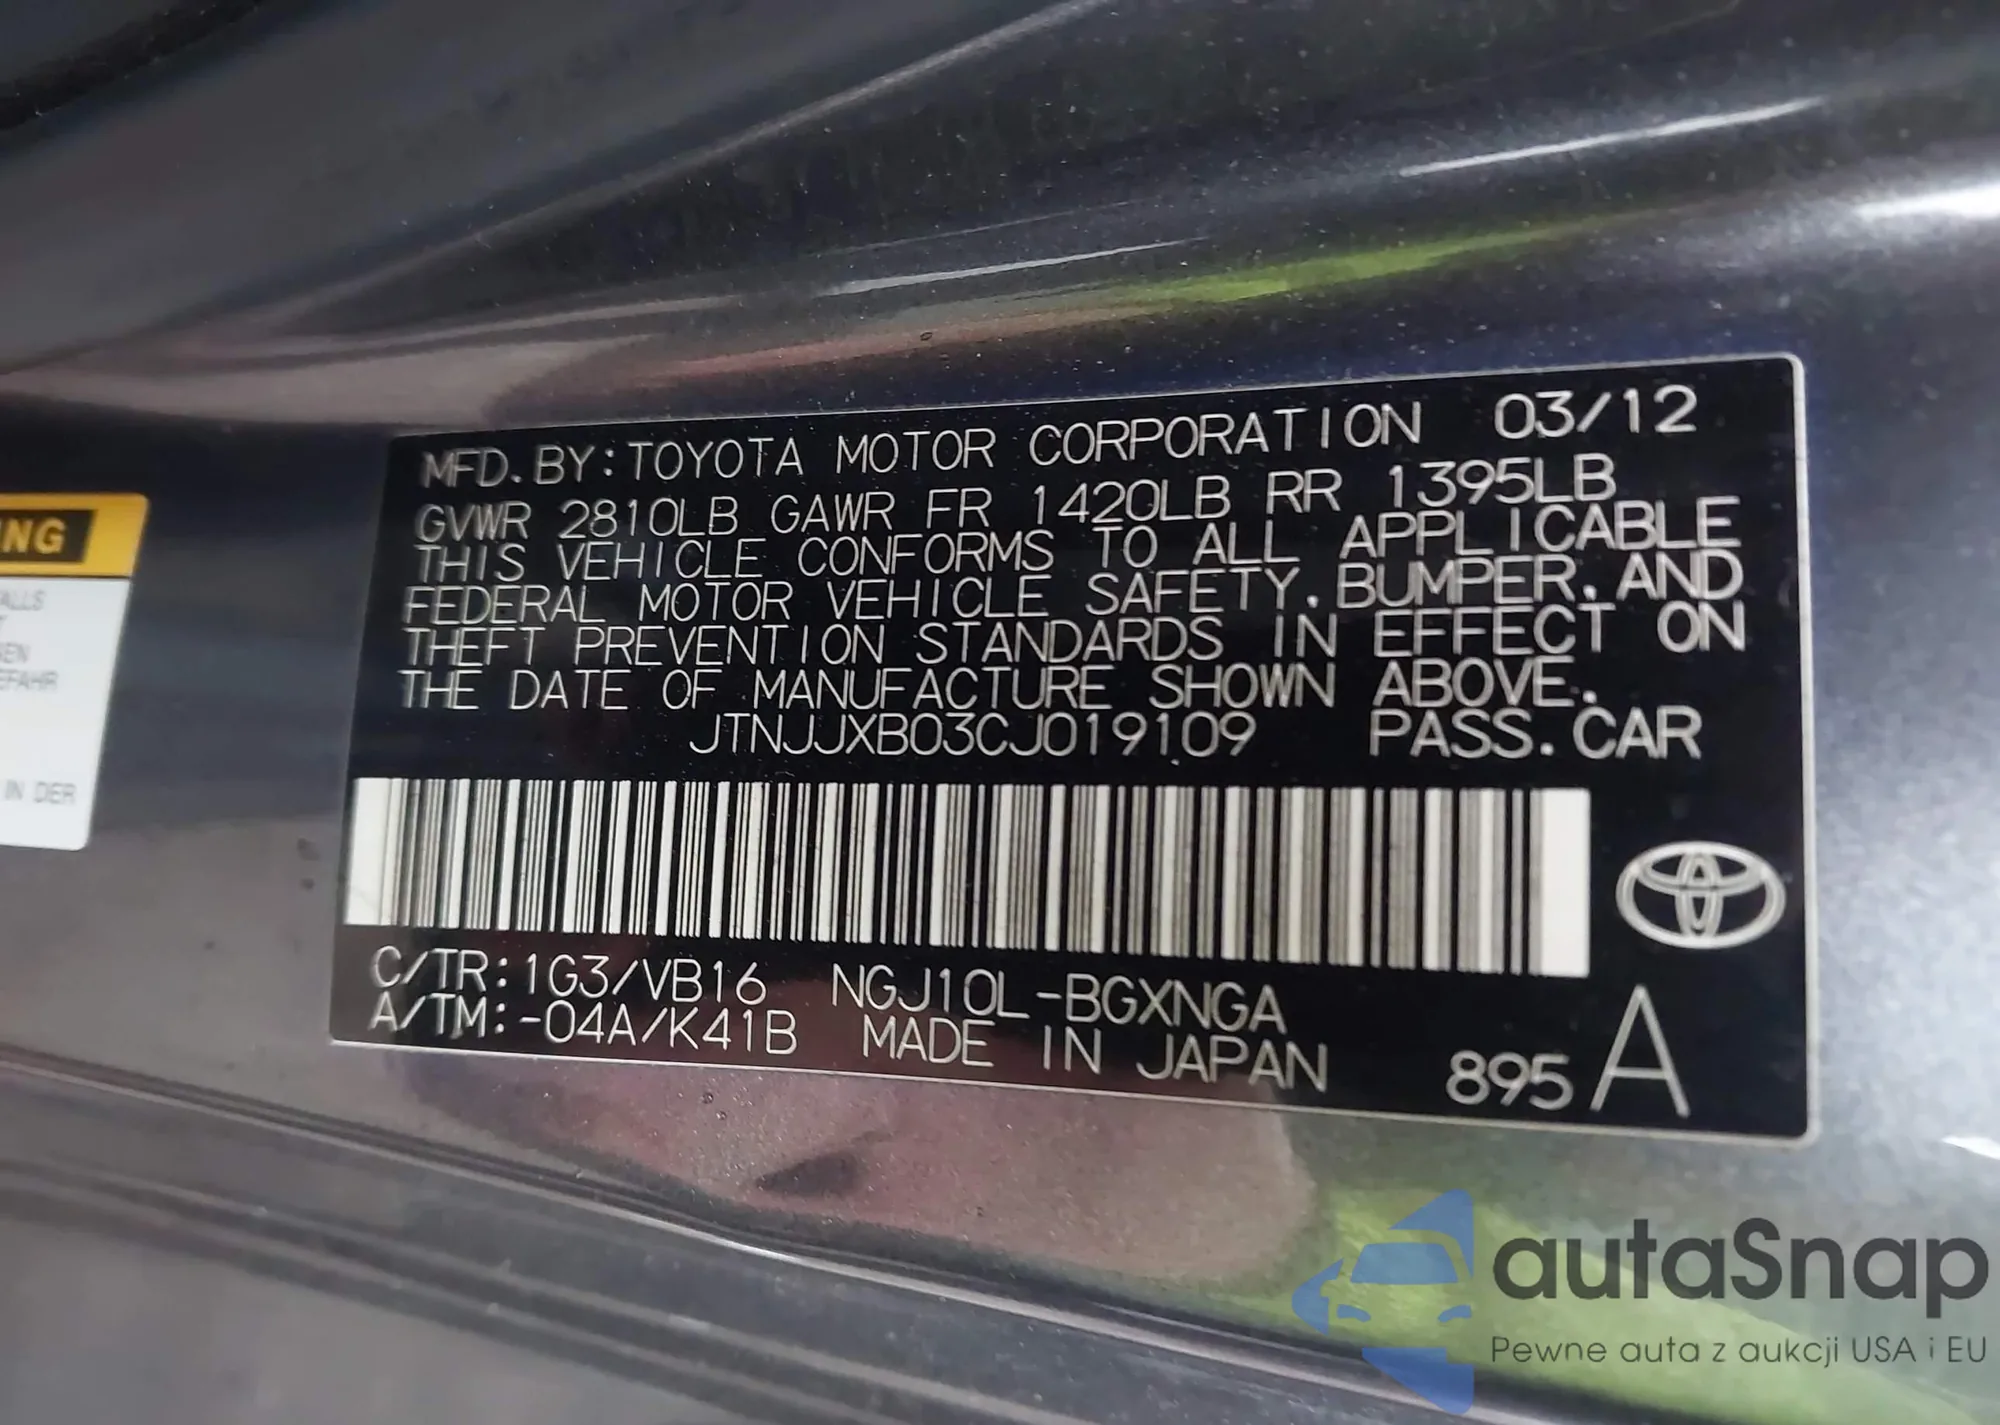 MFD. BY: TOYOTA MOTOR CORPORATION 03/12
GVWR 2810LB GAWR FR 1420LB RR 1395LB
THIS VEHICLE CONFORMS TO ALL APPLICABLE
FEDERAL MOTOR VEHICLE SAFETY, BUMPER, AND
THEFT PREVENTION STANDARDS IN EFFECT ON
THE DATE OF MANUFACTURE SHOWN ABOVE.
JTNJJXB03CJ019109 PASS. CAR
C/TR: 1G3/VB16 NGJ10L-BGXNGA
A/TM: -04A/K41B MADE IN JAPAN 895 A
IN DER
autaSnap
Pewne auta z aukcji USA i EU